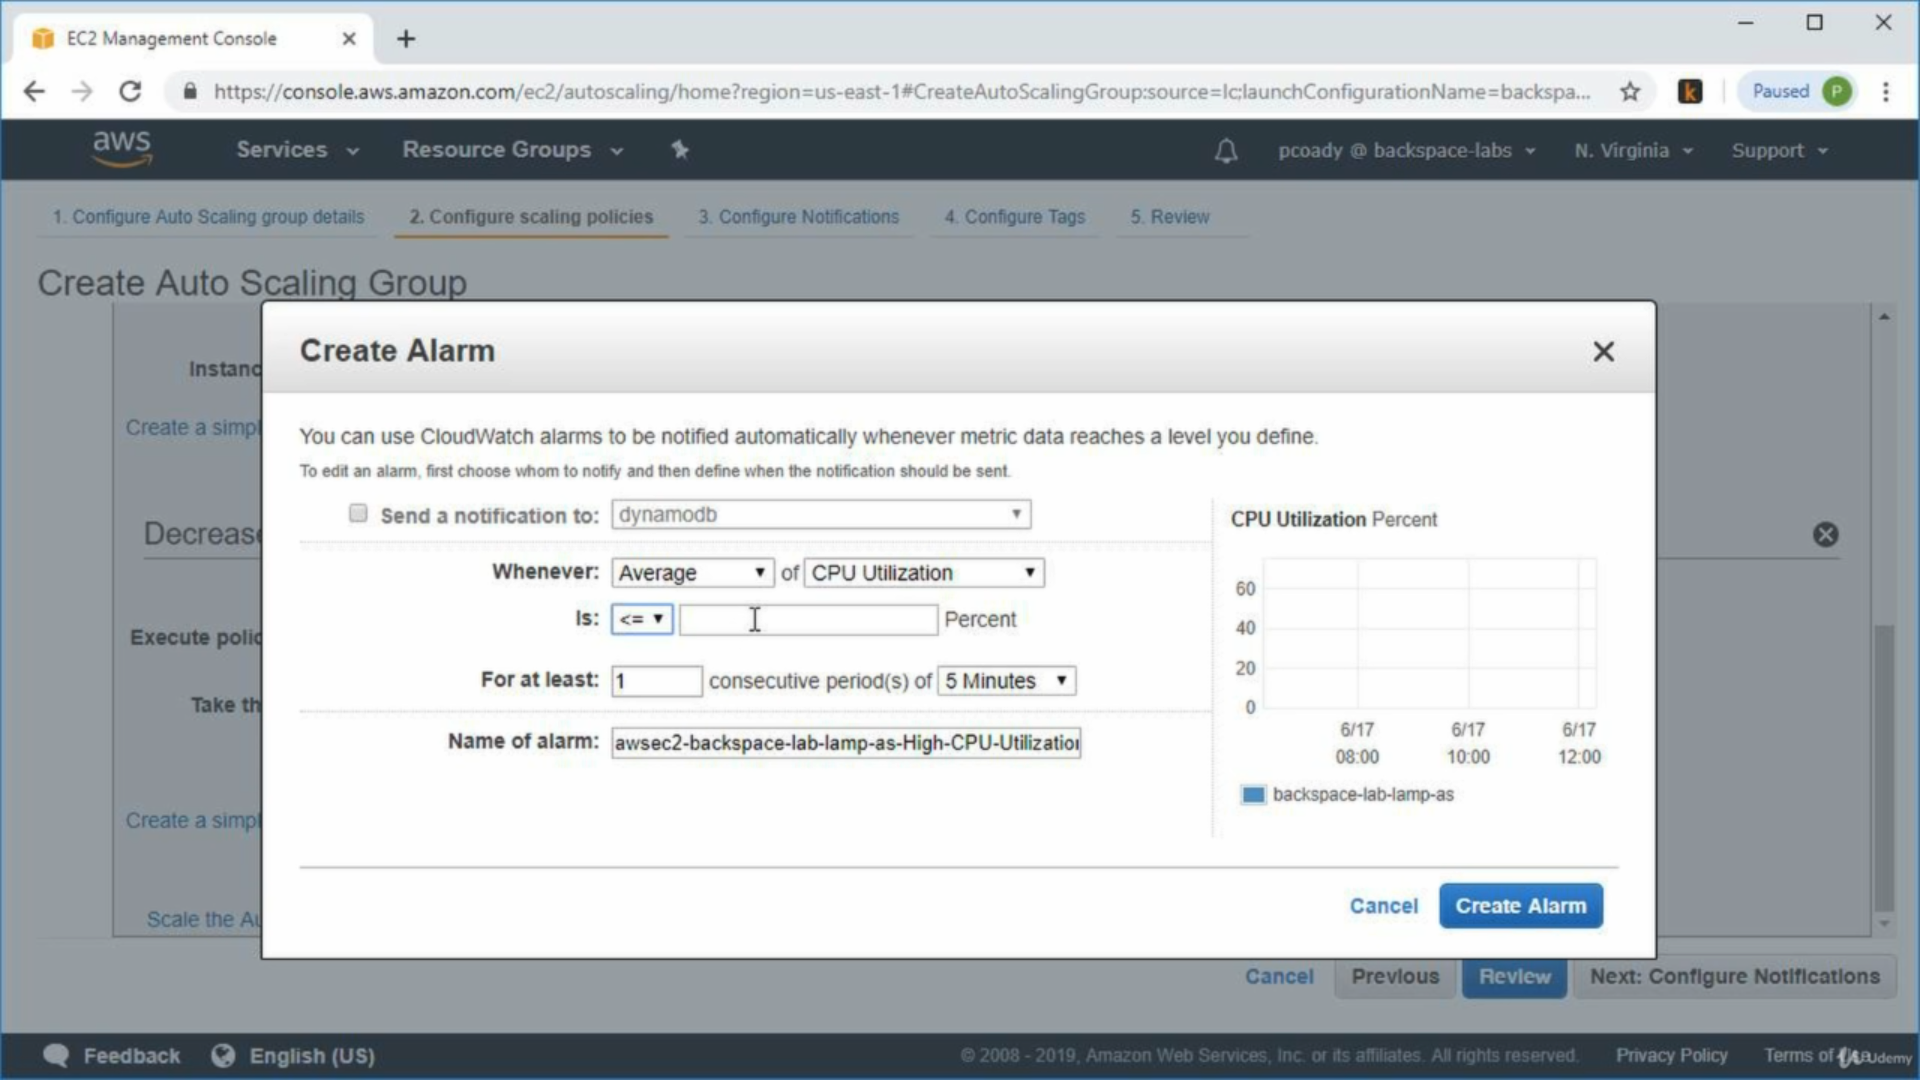 EC2 Management Console
https://console.aws.amazon.com/ec2/autoscaling/home?region=us-east-1#CreateAutoScalingGroup:source=lc;launchConfigurationName=backspa...
k
Paused P
aws Services Resource Groups pcoady @ backspace-labs N. Virginia Support
1. Configure Auto Scaling group details 2. Configure scaling policies 3. Configure Notifications 4. Configure Tags 5. Review
Create Auto Scaling Group
Create Alarm
Instanc
Create a simpl
You can use CloudWatch alarms to be notified automatically whenever metric data reaches a level you define.
To edit an alarm, first choose whom to notify and then define when the notification should be sent.
Send a notification to: dynamodb
CPU Utilization Percent
Decrease
Whenever: Average of CPU Utilization
60
Is: <= Percent
40
Execute polic
20
For at least: 1 consecutive period(s) of 5 Minutes
Take th
0
6/17 6/17 6/17
08:00 10:00 12:00
Name of alarm: awsec2-backspace-lab-lamp-as-High-CPU-Utilization
backspace-lab-lamp-as
Create a simpl
Cancel Create Alarm
Scale the Au
Cancel Previous Review Next: Configure Notifications
Feedback English (US) © 2008 - 2019, Amazon Web Services, Inc. or its affiliates. All rights reserved. Privacy Policy Terms of Use
Udemy